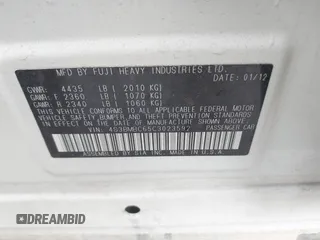 MFD BY FUJI HEAVY INDUSTRIES LTD.
DATE: 01/12
GVWR: 4435 LB ( 2010 KG)
GAWR: F 2360 LB ( 1070 KG)
GAWR: R 2340 LB ( 1060 KG)
THIS VEHICLE CONFORMS TO ALL APPLICABLE FEDERAL MOTOR
VEHICLE SAFETY, BUMPER AND THEFT PREVENTION STANDARDS
IN EFFECT ON THE DATE OF MANUFACTURE SHOWN ABOVE.
VIN: 4S3BMBC66C3023592 PASSENGER CAR
ASSEMBLED BY SIA INC. MADE IN U.S.A.
DREAMBID